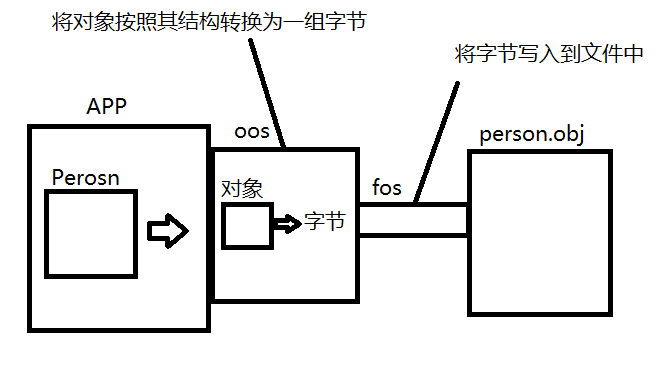 将对象按照其结构转换为一组字节
将字节写入到文件中
APP
oos
person.obj
Perosn
对象
fos
字节